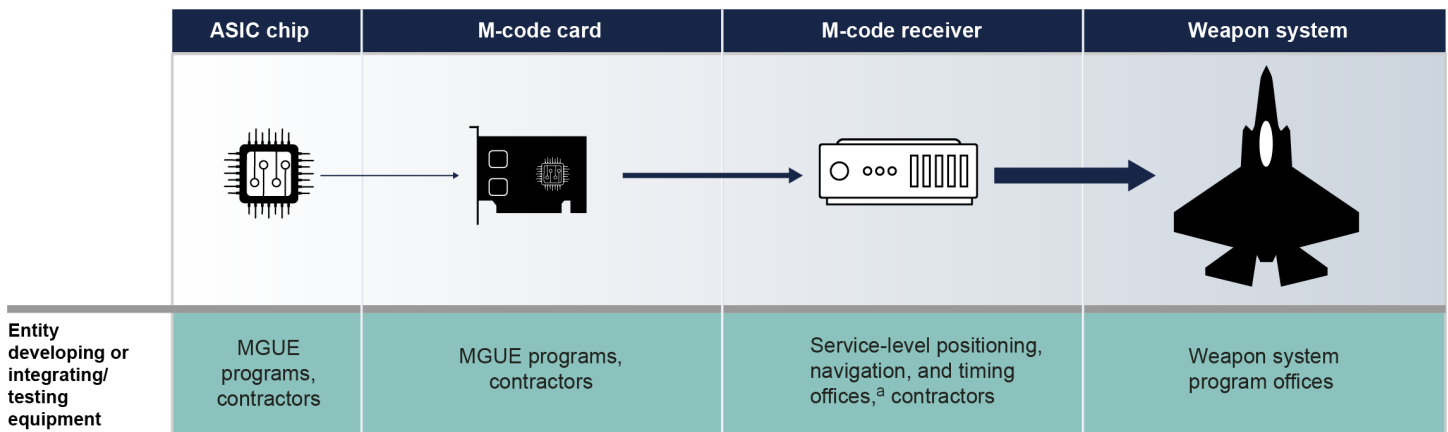 ASIC chip
M-code card
M-code receiver
Weapon system
Entity
developing or
integrating/
testing
equipment
MGUE
programs,
contractors
MGUE programs,
contractors
Service-level positioning,
navigation, and timing
offices,a contractors
Weapon system
program offices